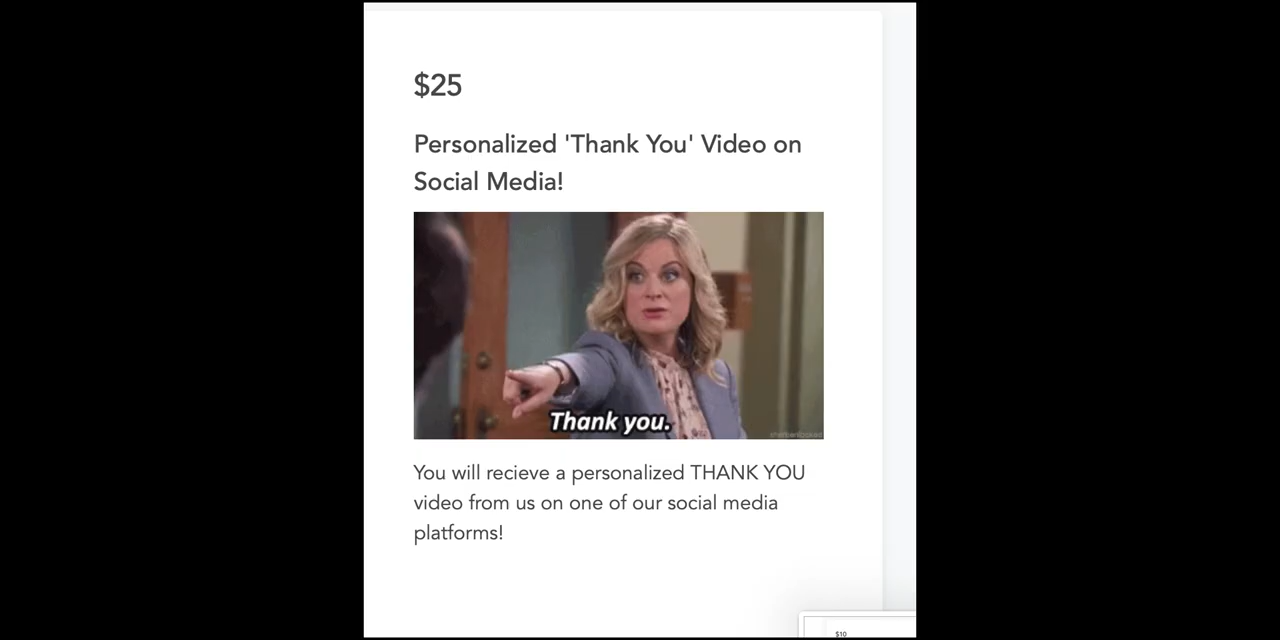 $25
Personalized 'Thank You' Video on
Social Media!
Thank you.
You will recieve a personalized THANK YOU
video from us on one of our social media
platforms!
$10